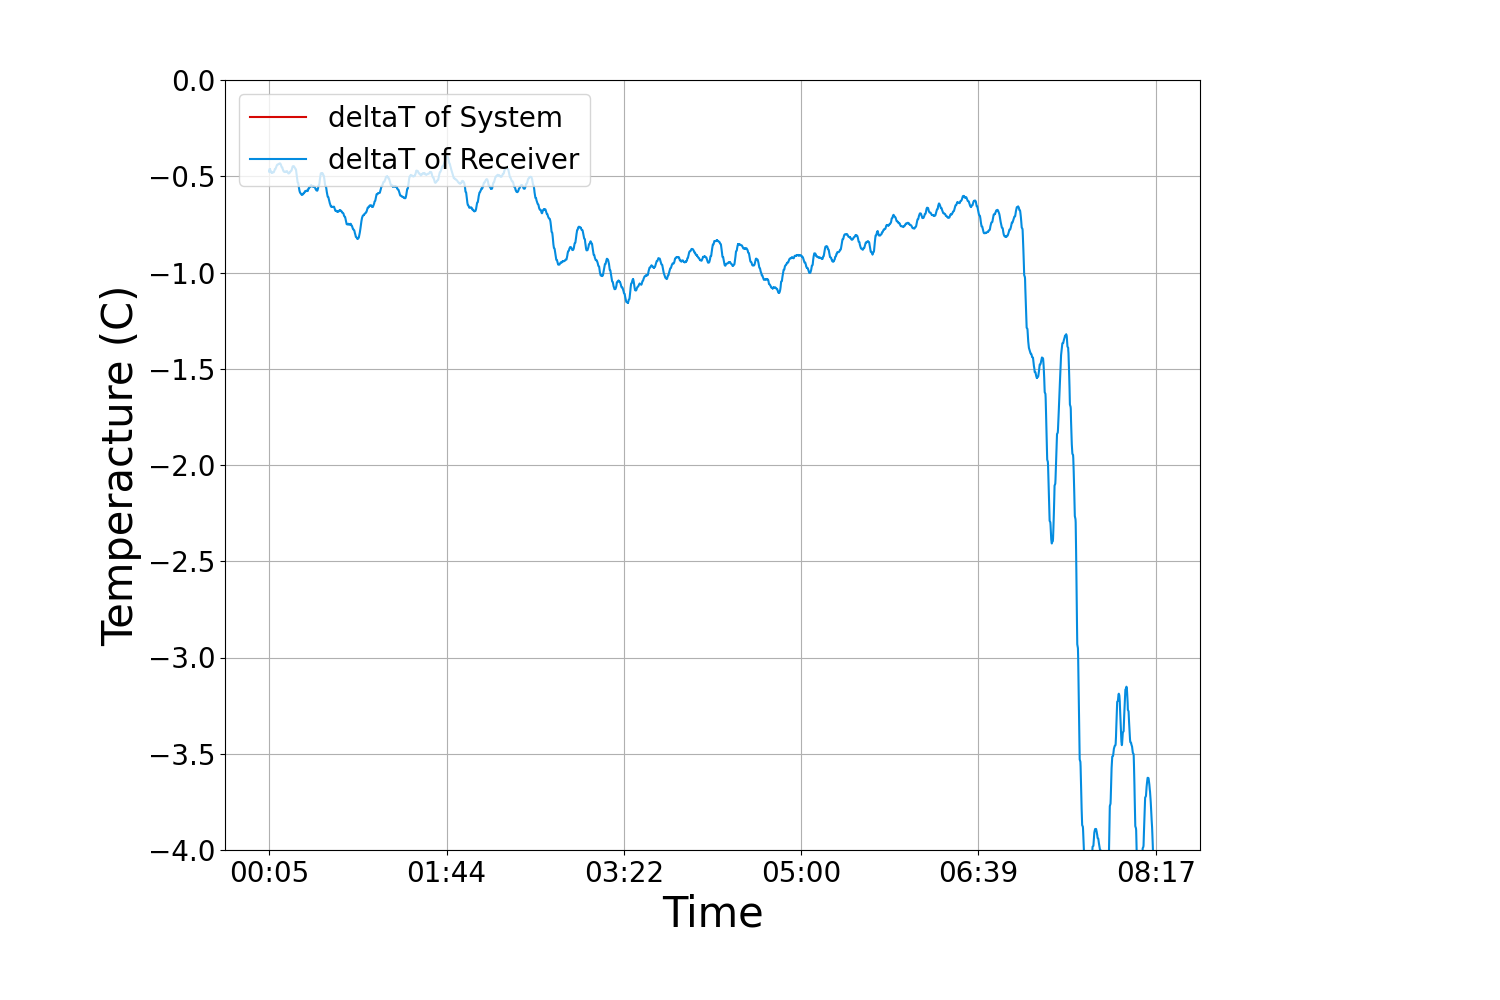 0.0
deltaT of System
deltaT of Receiver
−0.5
−1.0
−1.5
−2.0
−2.5
−3.0
−3.5
−4.0
Temperacture (C)
00:05 01:44 03:22 05:00 06:39 08:17
Time